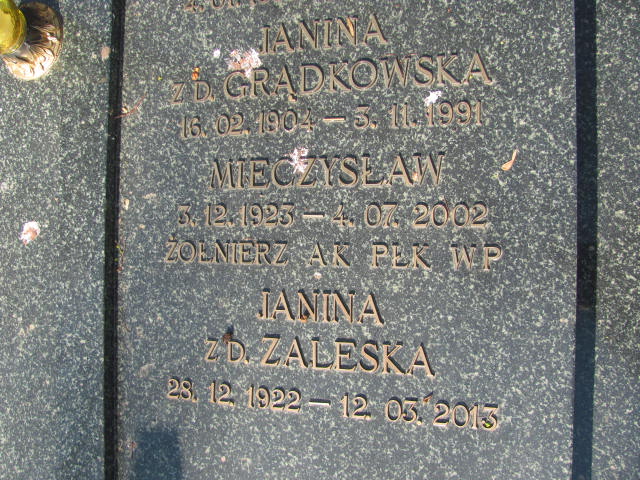 JANINA
Z D. GRĄDKOWSKA
16. 02. 1904 — 3. 11. 1991
MIECZYSŁAW
3. 12. 1923 — 4. 07. 2002
ŻOŁNIERZ AK PŁK WP
JANINA
Z D. ZALESKA
28. 12. 1922 — 12. 03. 2013